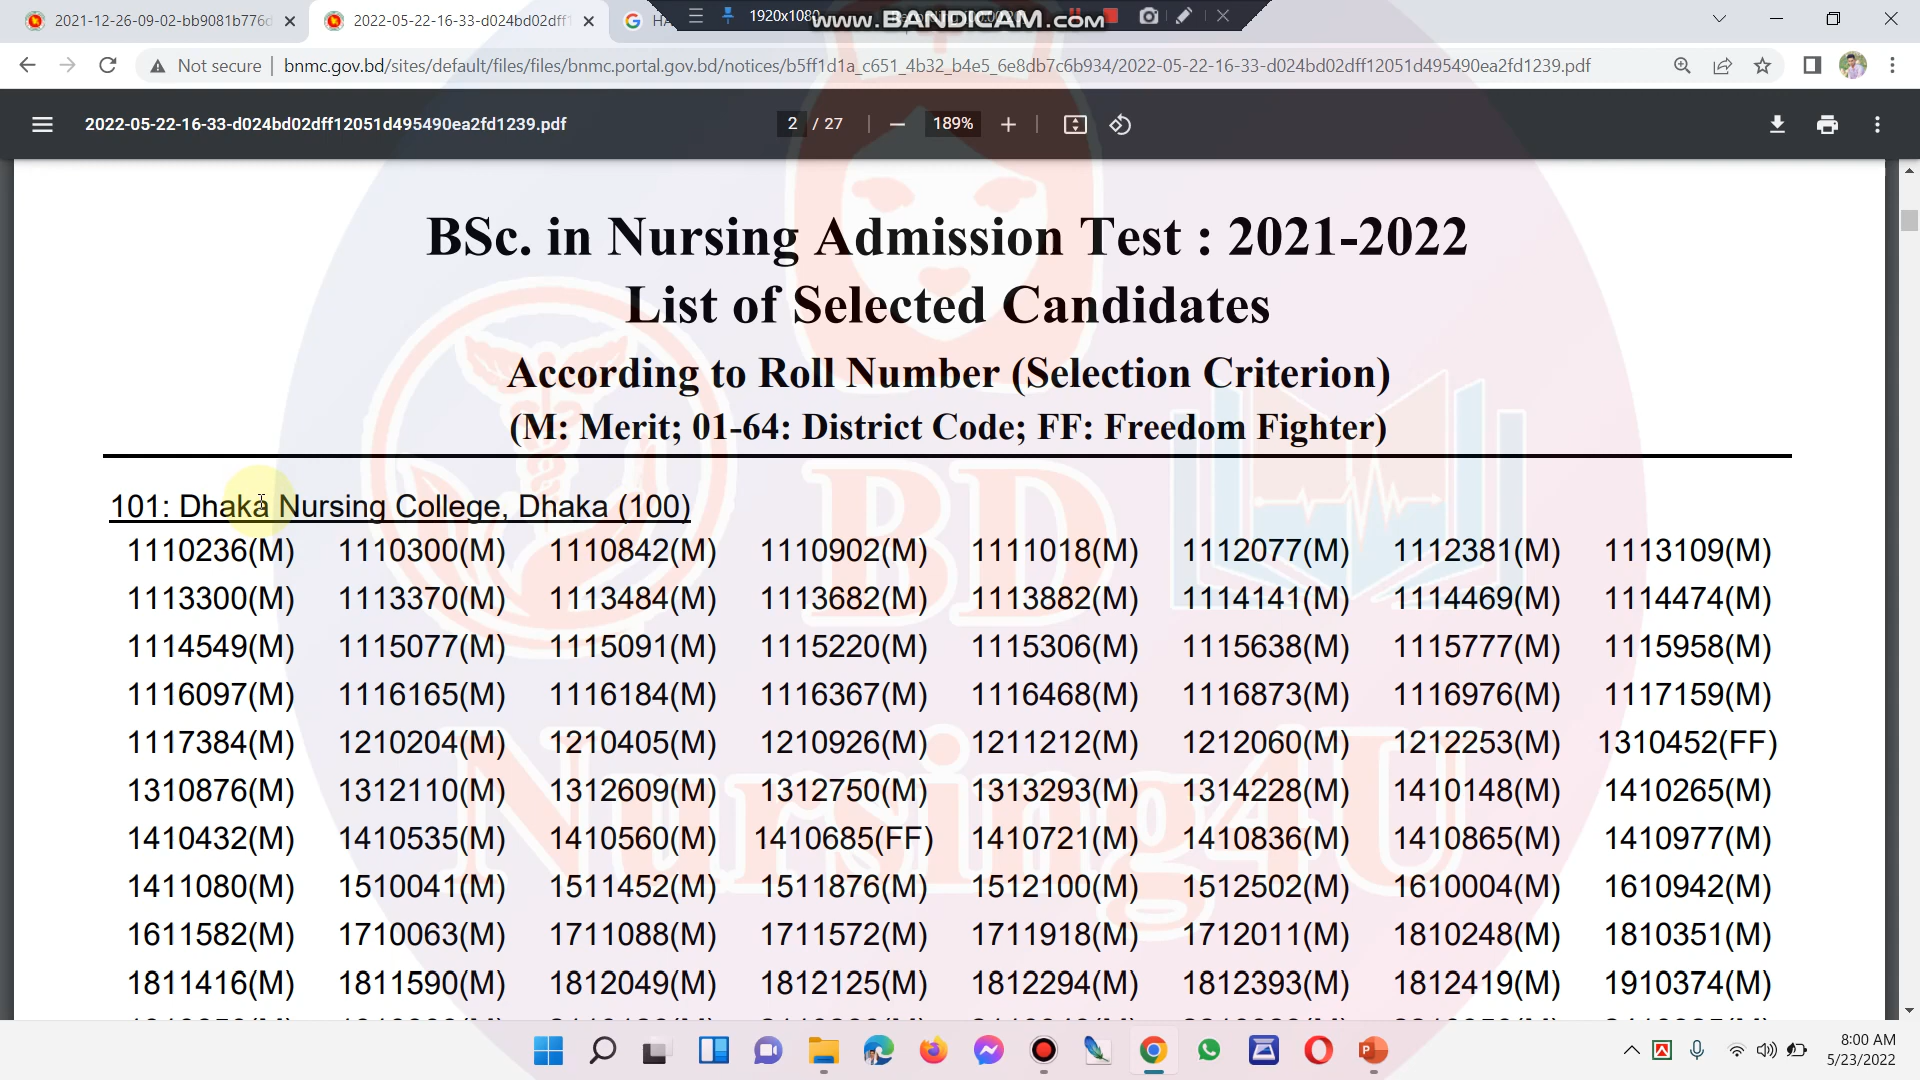 2021-12-26-09-02-bb9081b776d
2022-05-22-16-33-d024bd02dff1
HA
1920x1080
www.BANDICAM.com
Not secure
bnmc.gov.bd/sites/default/files/files/bnmc.portal.gov.bd/notices/b5ff1d1a_c651_4b32_b4e5_6e8db7c6b934/2022-05-22-16-33-d024bd02dff12051d495490ea2fd1239.pdf
2022-05-22-16-33-d024bd02dff12051d495490ea2fd1239.pdf
2 / 27
189%
BSc. in Nursing Admission Test : 2021-2022
List of Selected Candidates
According to Roll Number (Selection Criterion)
(M: Merit; 01-64: District Code; FF: Freedom Fighter)
101: Dhaka Nursing College, Dhaka (100)
1110236(M) 1110300(M) 1110842(M) 1110902(M) 1111018(M) 1112077(M) 1112381(M) 1113109(M)
1113300(M) 1113370(M) 1113484(M) 1113682(M) 1113882(M) 1114141(M) 1114469(M) 1114474(M)
1114549(M) 1115077(M) 1115091(M) 1115220(M) 1115306(M) 1115638(M) 1115777(M) 1115958(M)
1116097(M) 1116165(M) 1116184(M) 1116367(M) 1116468(M) 1116873(M) 1116976(M) 1117159(M)
1117384(M) 1210204(M) 1210405(M) 1210926(M) 1211212(M) 1212060(M) 1212253(M) 1310452(FF)
1310876(M) 1312110(M) 1312609(M) 1312750(M) 1313293(M) 1314228(M) 1410148(M) 1410265(M)
1410432(M) 1410535(M) 1410560(M) 1410685(FF) 1410721(M) 1410836(M) 1410865(M) 1410977(M)
1411080(M) 1510041(M) 1511452(M) 1511876(M) 1512100(M) 1512502(M) 1610004(M) 1610942(M)
1611582(M) 1710063(M) 1711088(M) 1711572(M) 1711918(M) 1712011(M) 1810248(M) 1810351(M)
1811416(M) 1811590(M) 1812049(M) 1812125(M) 1812294(M) 1812393(M) 1812419(M) 1910374(M)
BD
Nursing4U
8:00 AM
5/23/2022